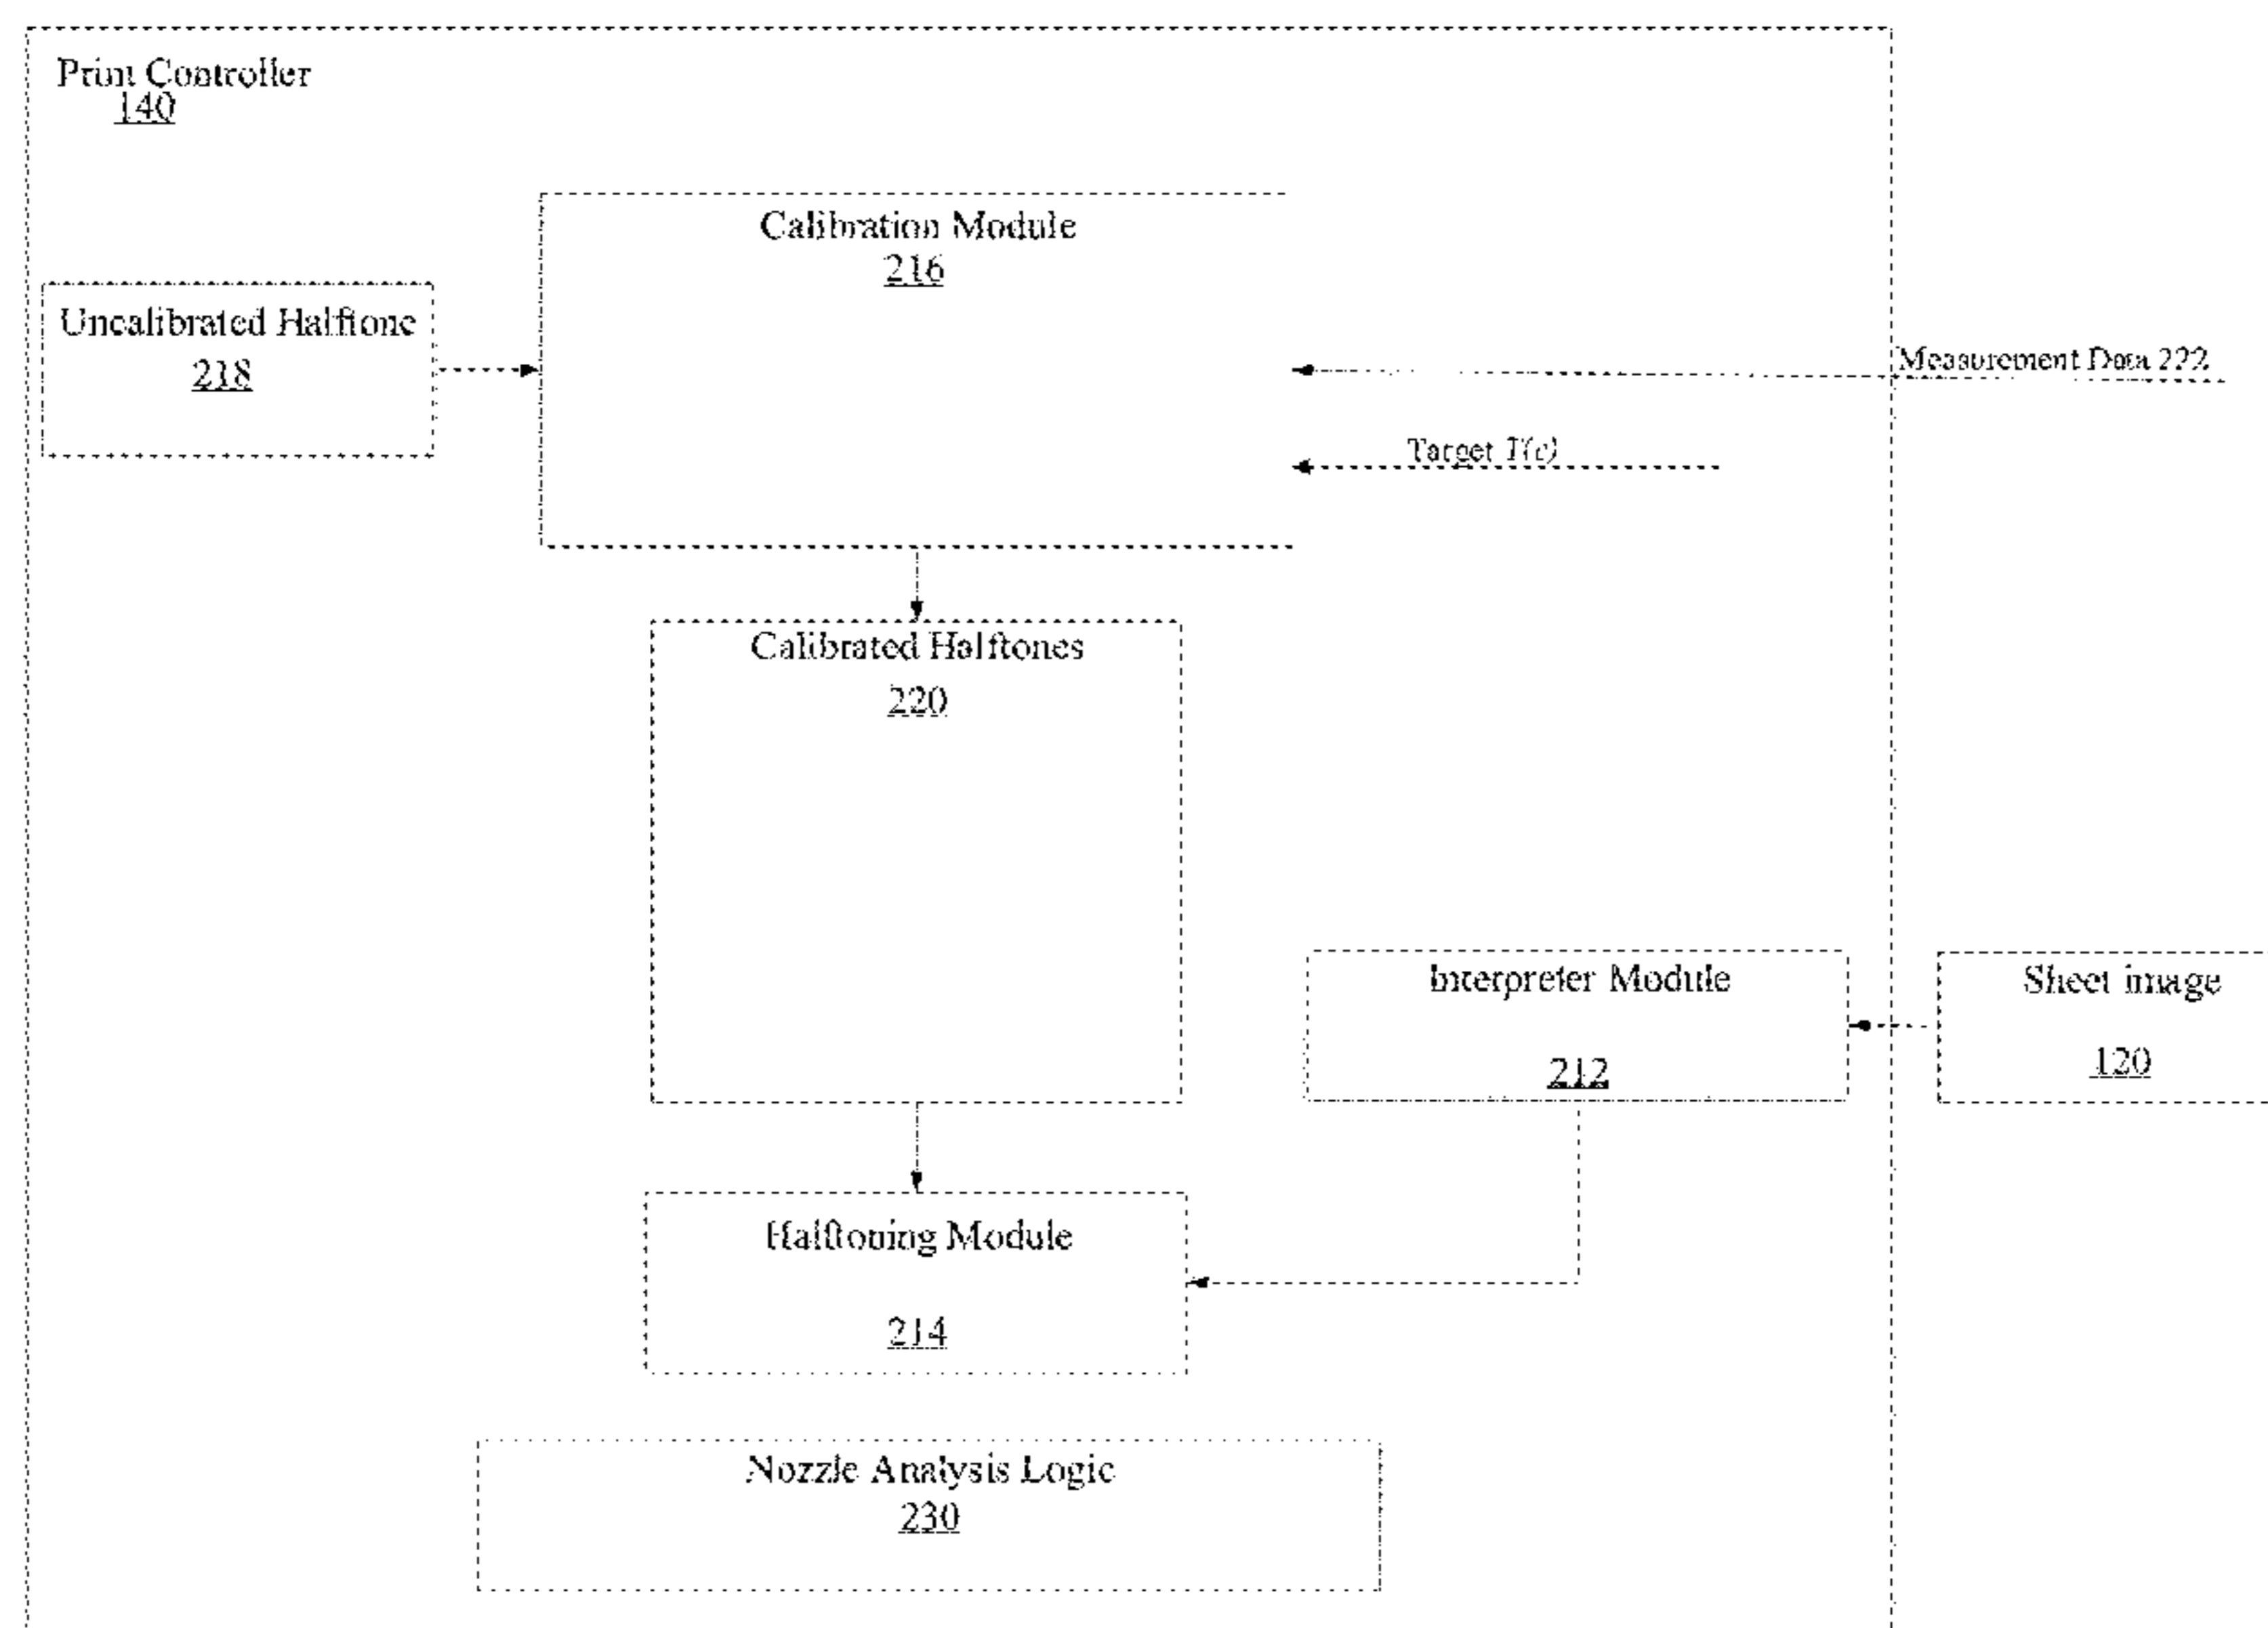 Print Controller
140
Calibration Module
216
Uncalibrated Halftone
218
Measurement Data 222
Target T(c)
Calibrated Halftones
220
Interpreter Module
212
Sheet image
120
Halftoning Module
214
Nozzle Analysis Logic
230